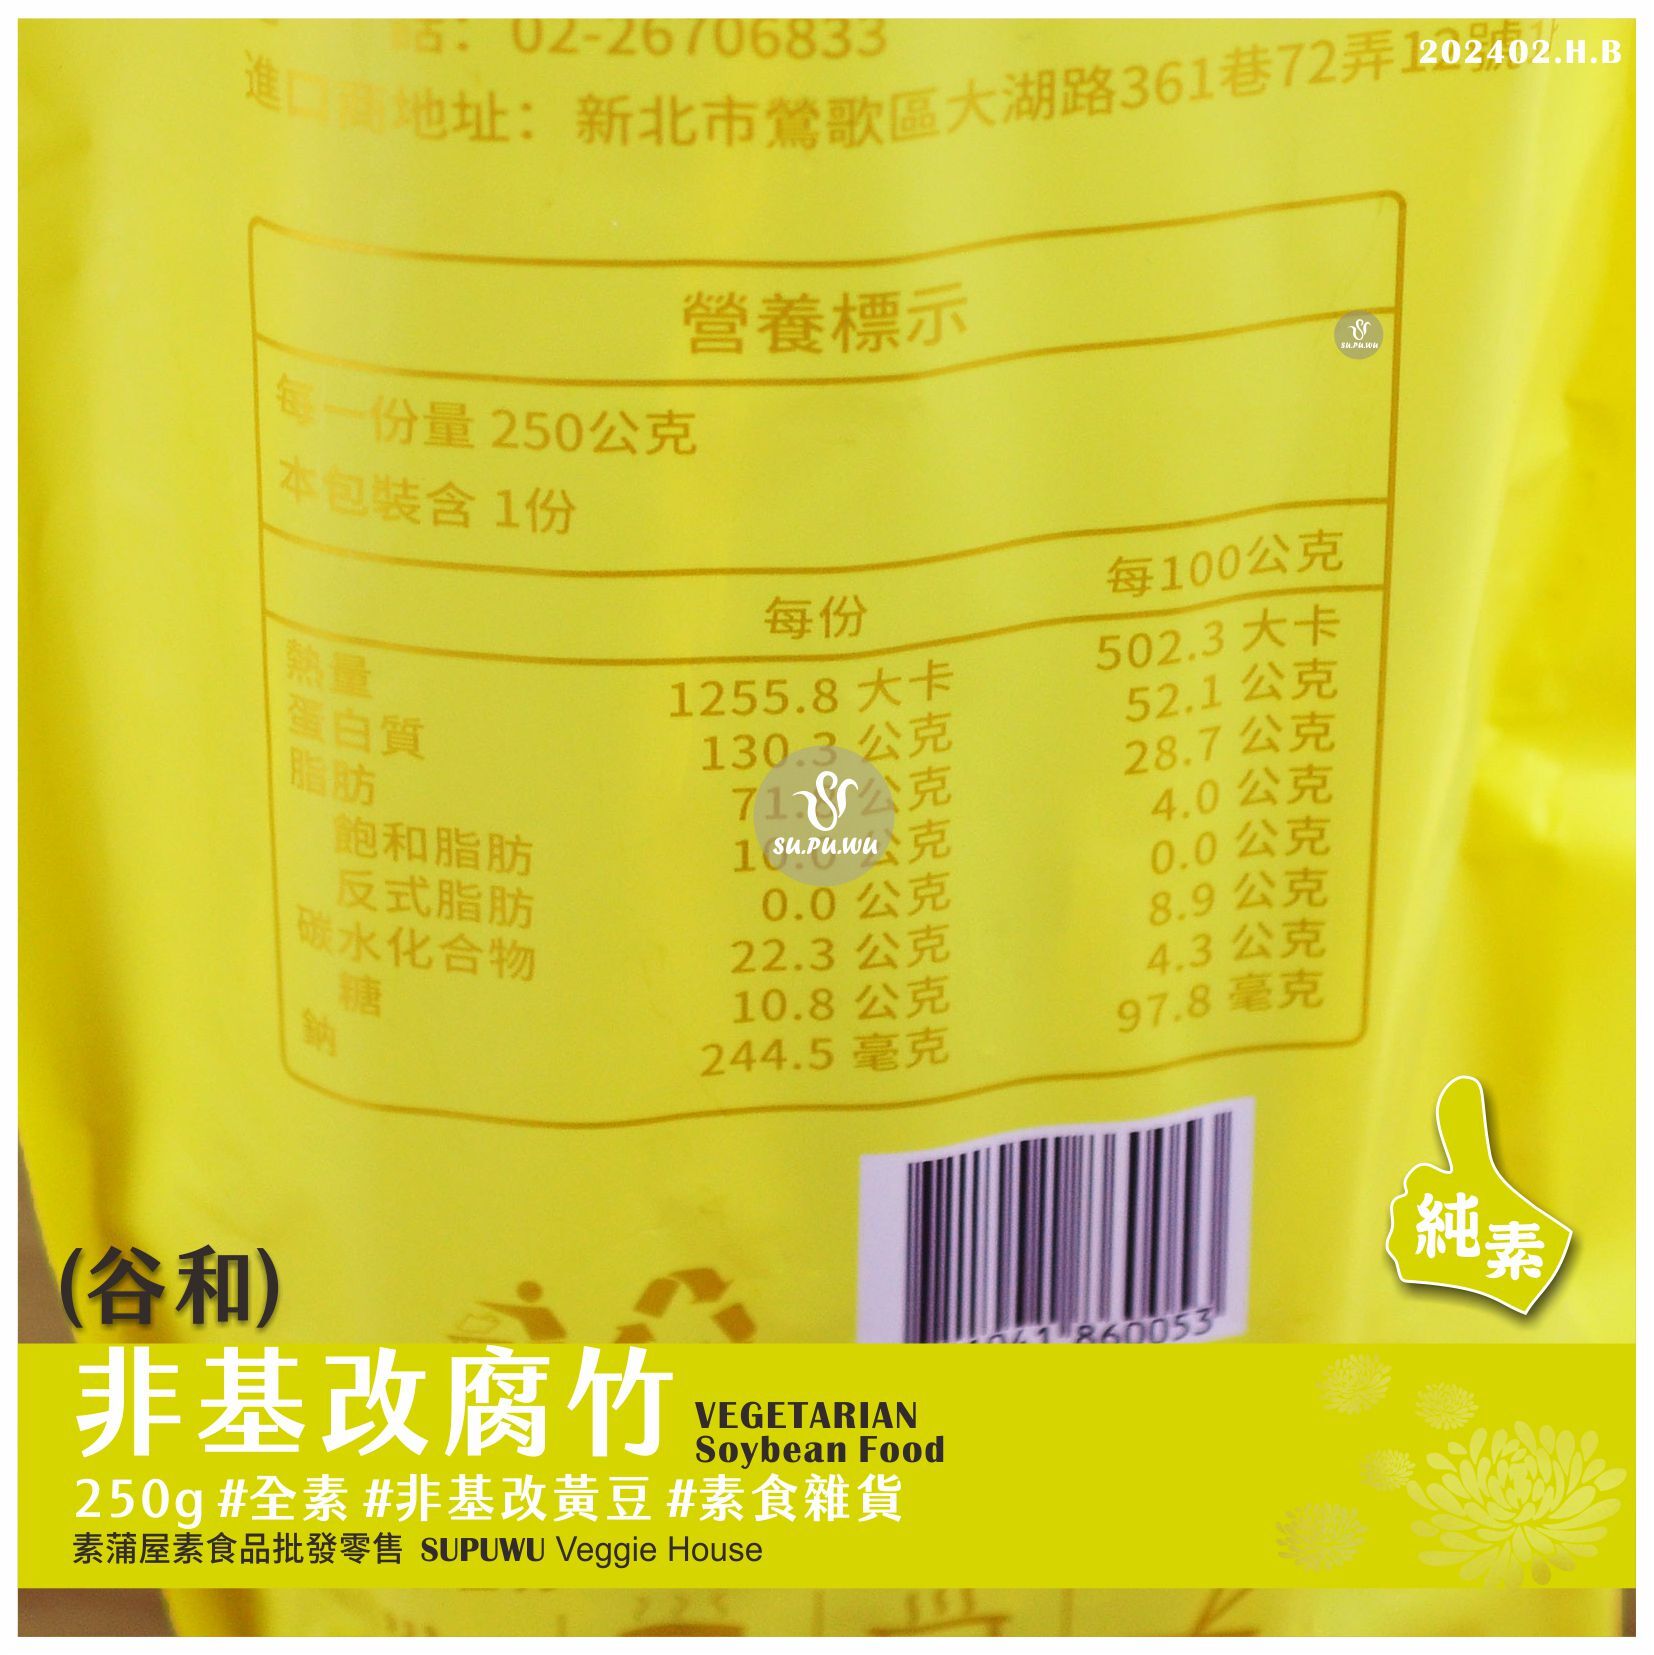 話：02-26706833
202402.H.B
進口商地址：新北市鶯歌區大湖路361巷72弄12號
營養標示
每一份量 250公克
本包裝含 1份
每份 每100公克
熱量 1255.8 大卡 502.3 大卡
蛋白質 130.3 公克 52.1 公克
脂肪 71.8 公克 28.7 公克
飽和脂肪 10.0 公克 4.0 公克
反式脂肪 0.0 公克 0.0 公克
碳水化合物 22.3 公克 8.9 公克
糖 10.8 公克 4.3 公克
鈉 244.5 毫克 97.8 毫克
su.pu.wu
su.pu.wu
860053
純素
(谷和)
非基改腐竹
VEGETARIAN
Soybean Food
250g #全素 #非基改黃豆 #素食雜貨
素蒲屋素食品批發零售 SUPUWU Veggie House